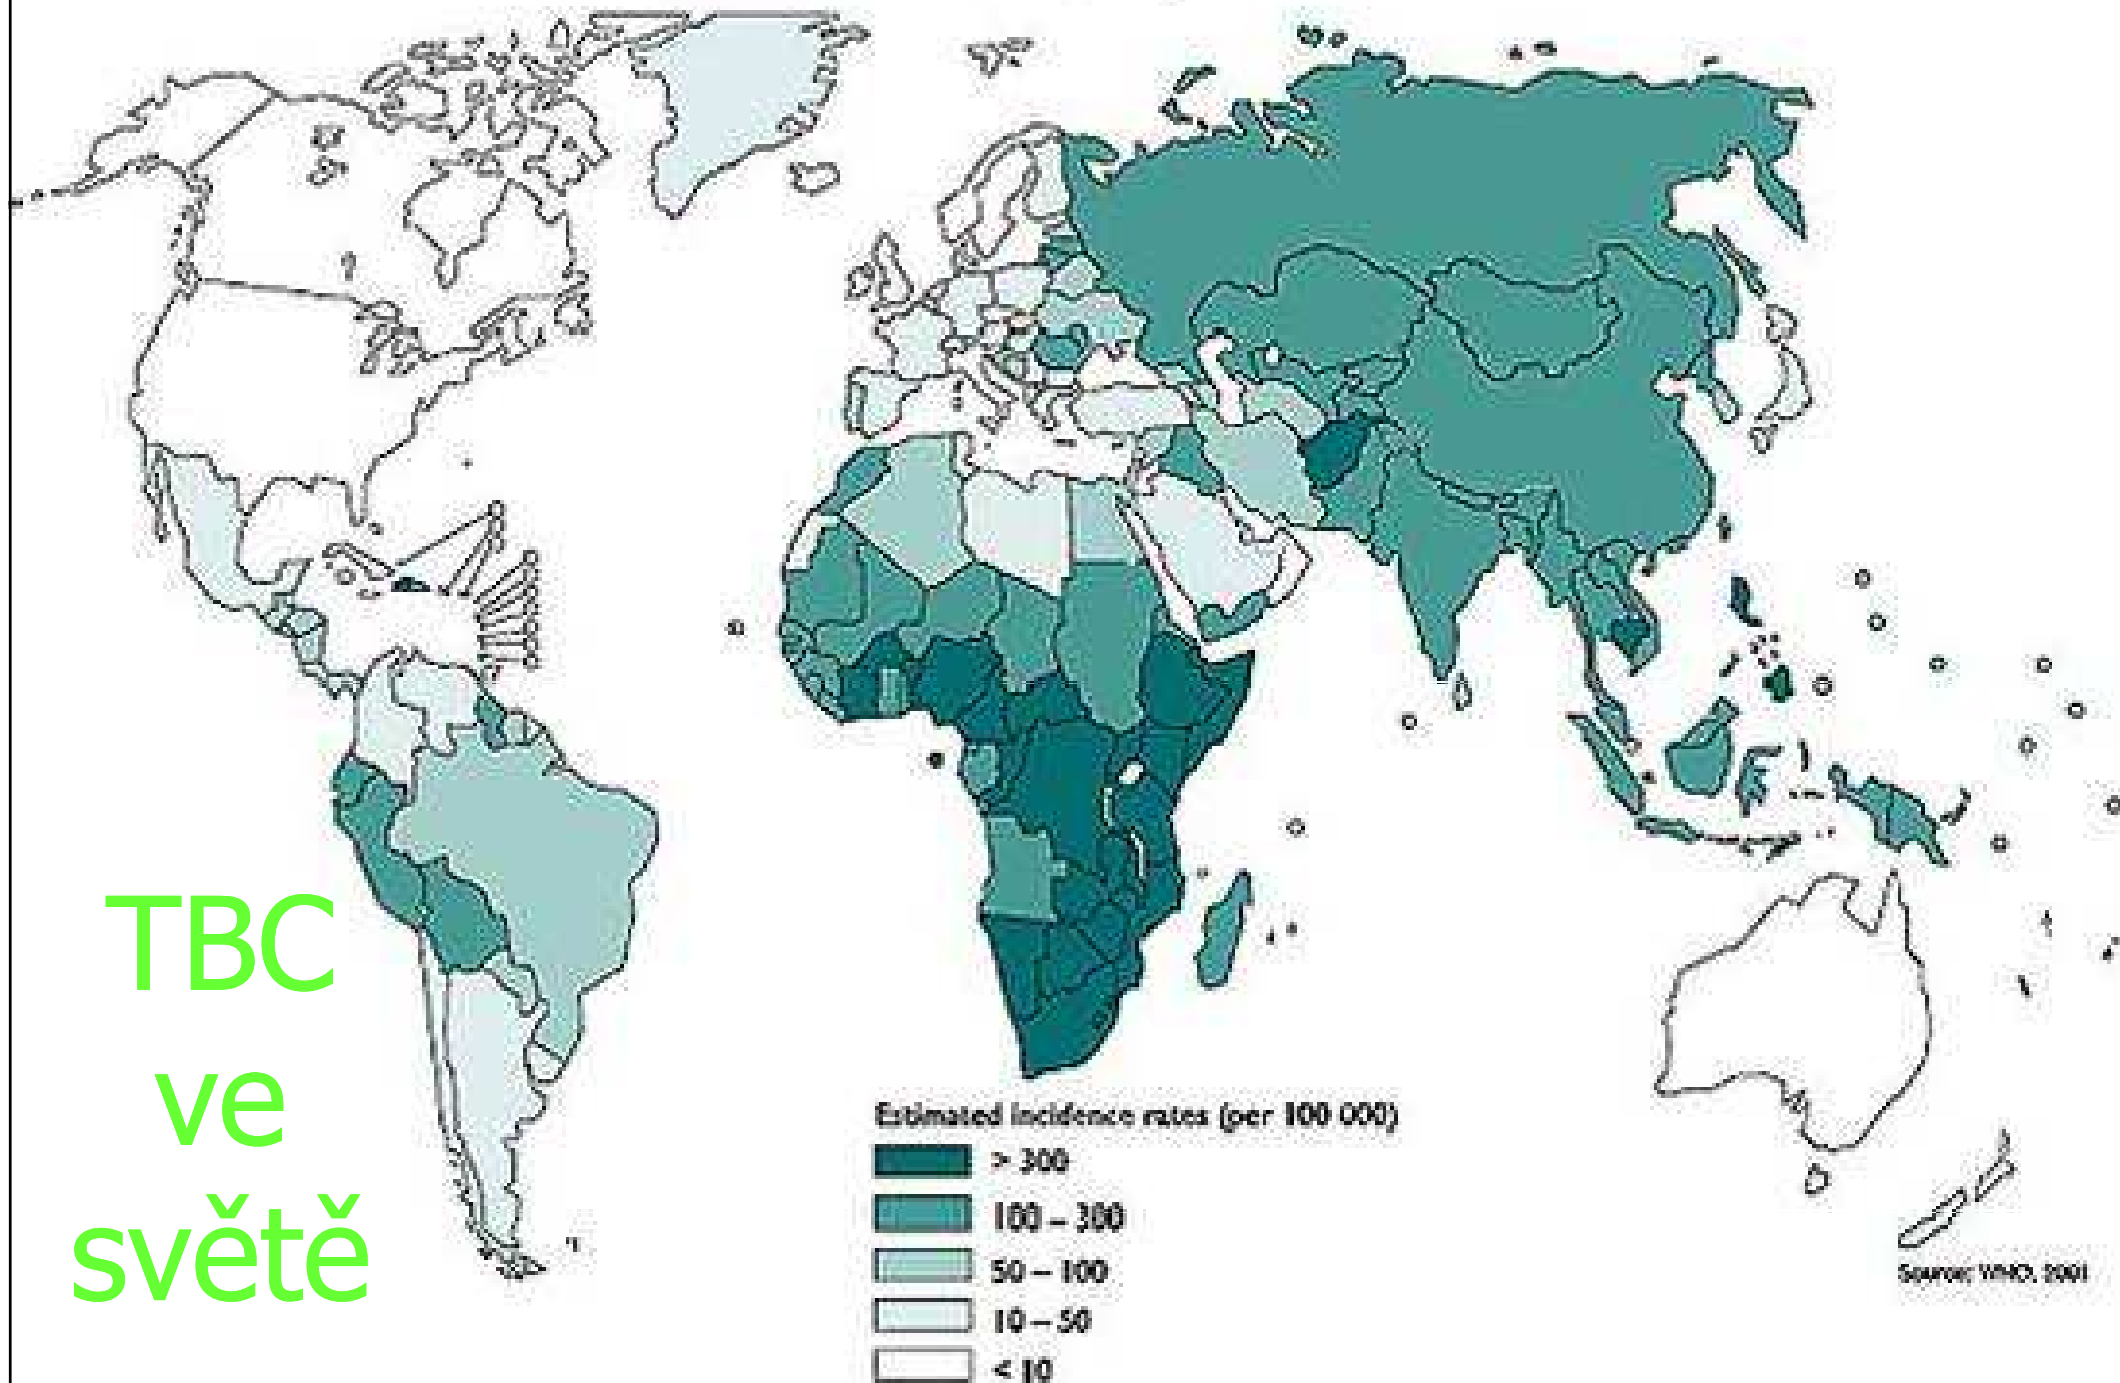 TBC
ve
světě
Estimated incidence rates (per 100 000)
> 300
100 – 300
50 – 100
10 – 50
< 10
Source: WHO, 2001